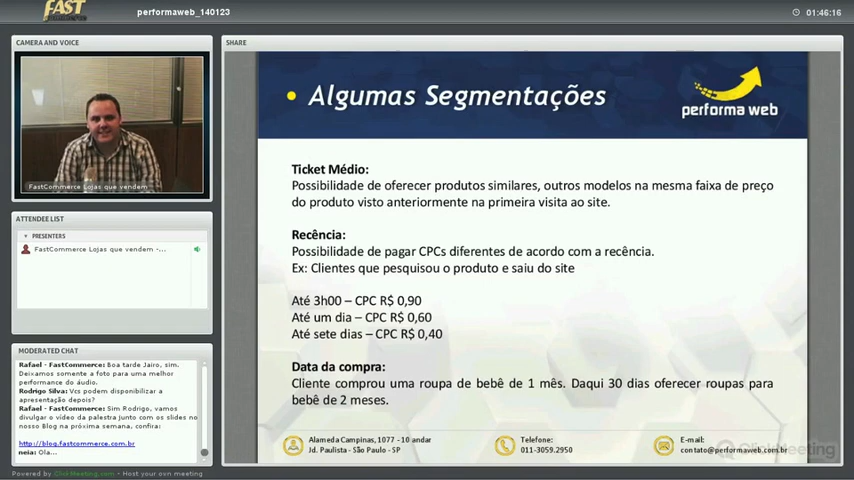 FAST
performaweb_140123
01:46:16
CAMERA AND VOICE
FastCommerce Lojas que vendem
ATTENDEE LIST
PRESENTERS
FastCommerce Lojas que vendem -...
MODERATED CHAT
Rafael - FastCommerce: Boa tarde Jairo, sim.
Deixamos somente a foto para uma melhor
performance do áudio.
Rodrigo Silva: Vcs podem disponibilizar a
apresentação depois?
Rafael - FastCommerce: Sim Rodrigo, vamos
divulgar o vídeo da palestra junto com os slides no
nosso Blog na próxima semana, confira:
http://blog.fastcommerce.com.br
neia: Ola...
Powered by ClickMeeting.com • Host your own meeting
SHARE
• Algumas Segmentações
performa web
Ticket Médio:
Possibilidade de oferecer produtos similares, outros modelos na mesma faixa de preço
do produto visto anteriormente na primeira visita ao site.
Recência:
Possibilidade de pagar CPCs diferentes de acordo com a recência.
Ex: Clientes que pesquisou o produto e saiu do site
Até 3h00 – CPC R$ 0,90
Até um dia – CPC R$ 0,60
Até sete dias – CPC R$ 0,40
Data da compra:
Cliente comprou uma roupa de bebê de 1 mês. Daqui 30 dias oferecer roupas para
bebê de 2 meses.
Alameda Campinas, 1077 - 10 andar
Jd. Paulista - São Paulo - SP
Telefone:
011-3059.2950
E-mail:
contato@performaweb.com.br
ClickMeeting